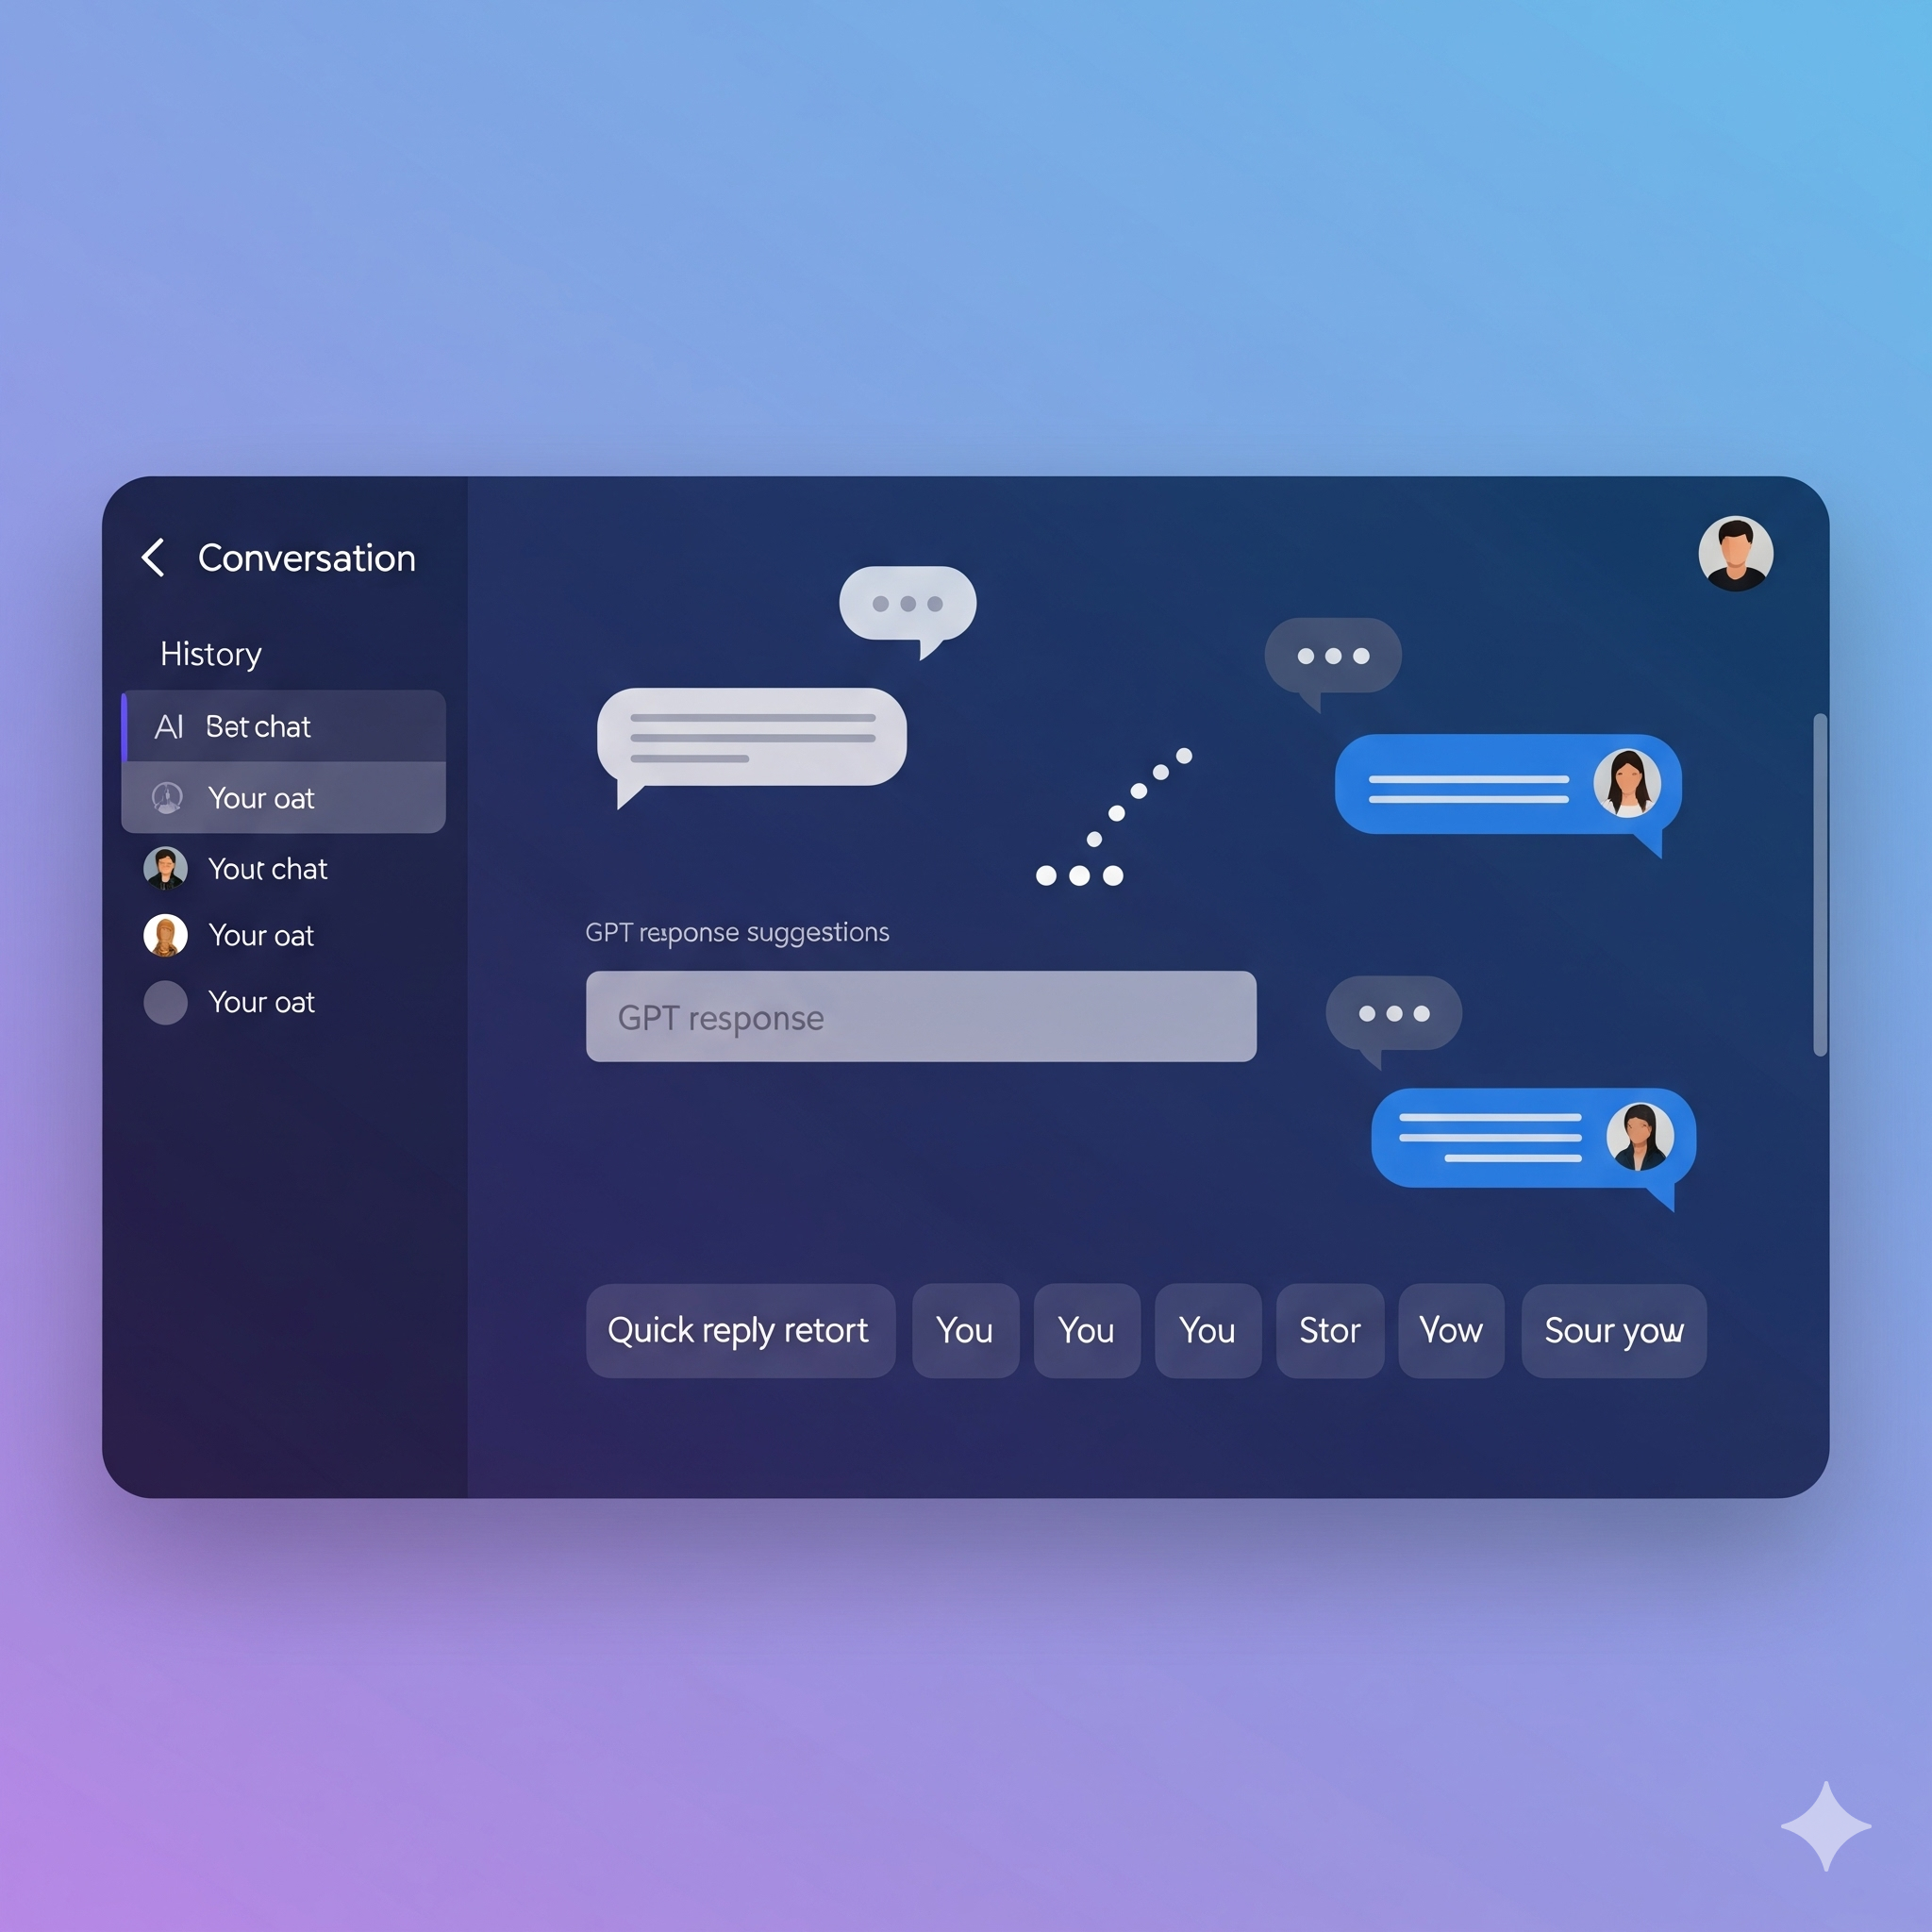 Conversation
History
AI Bet chat
Your oat
Your chat
Your oat
Your oat
GPT response suggestions
GPT response
Quick reply retort
You
You
You
Stor
Vow
Sour yow